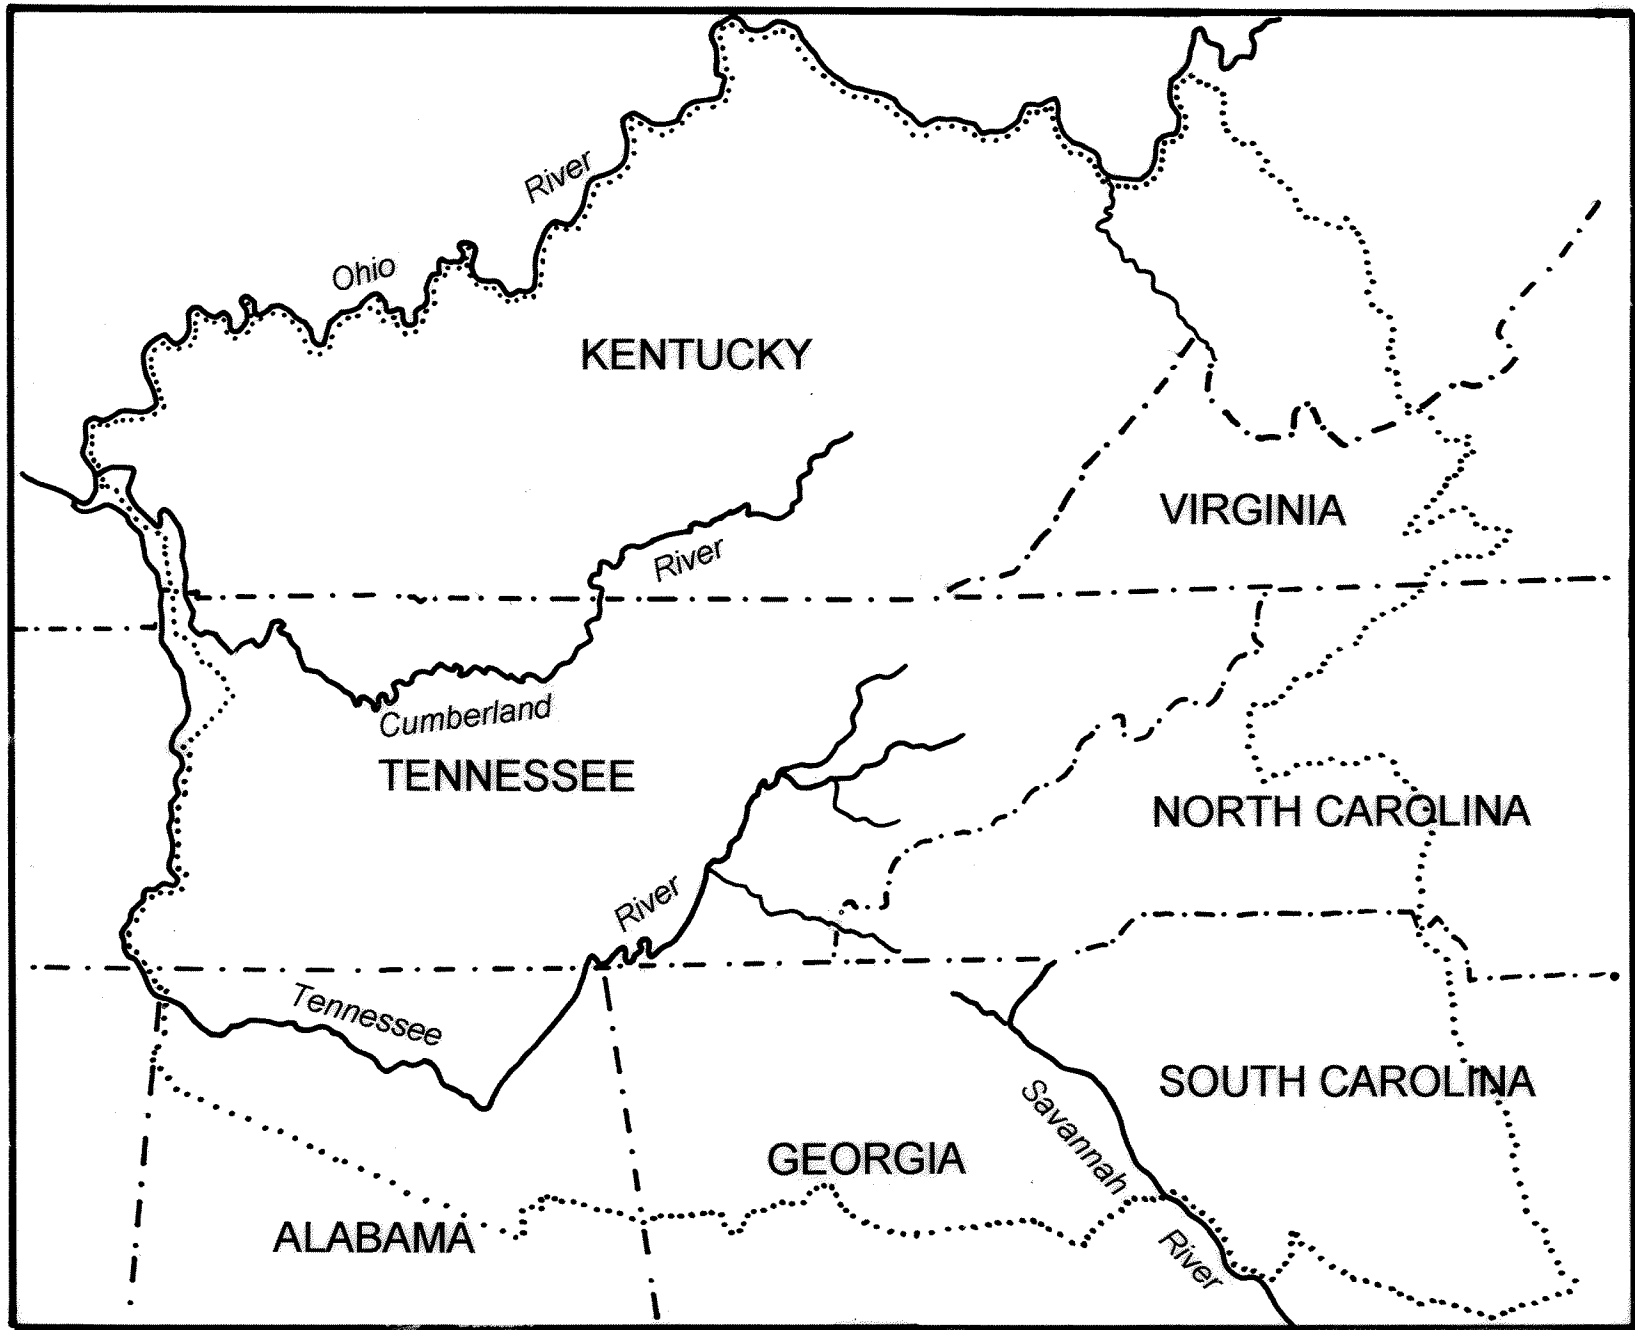 Ohio River
KENTUCKY
VIRGINIA
Cumberland River
TENNESSEE
NORTH CAROLINA
Tennessee River
SOUTH CAROLINA
Savannah River
GEORGIA
ALABAMA